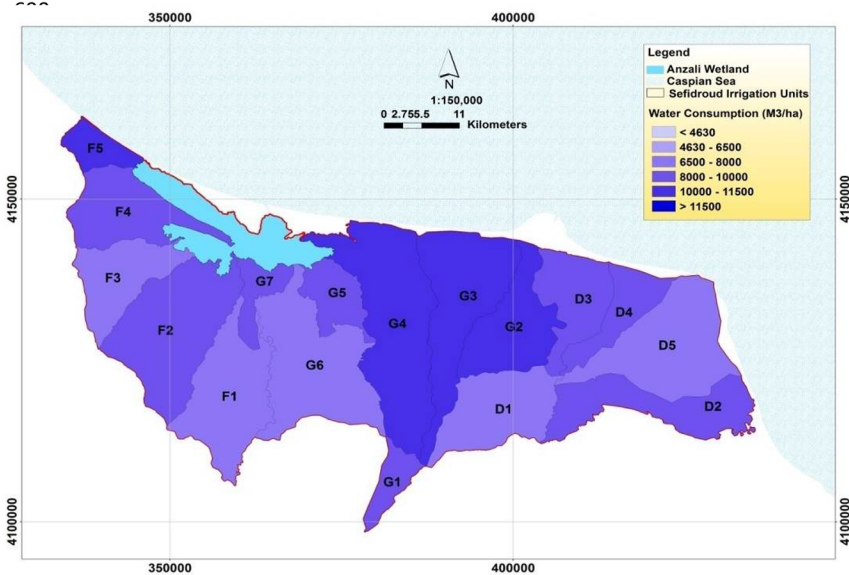 350000
400000
Legend
Anzali Wetland
Caspian Sea
Sefidroud Irrigation Units
Water Consumption (M3/ha)
< 4630
4630 - 6500
6500 - 8000
8000 - 10000
10000 - 11500
> 11500
N
1:150,000
0 2.755.5 11
Kilometers
F5
4150000
4150000
F4
F3
G7
G5
G3
D3
D4
G4
G2
F2
D5
G6
F1
D1
D2
G1
4100000
4100000
350000
400000